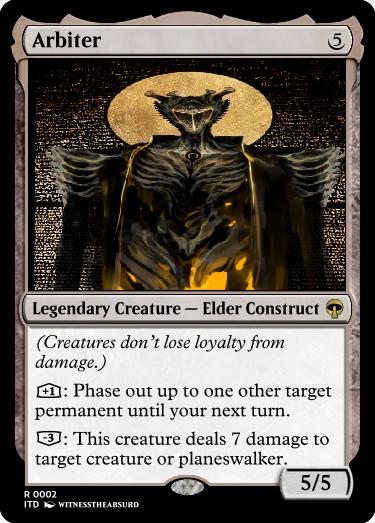 Arbiter 5
Legendary Creature — Elder Construct
(Creatures don't lose loyalty from
damage.)
+1: Phase out up to one other target
permanent until your next turn.
-3: This creature deals 7 damage to
target creature or planeswalker.
5/5
R 0002
ITD WITNESSTHEABSURD